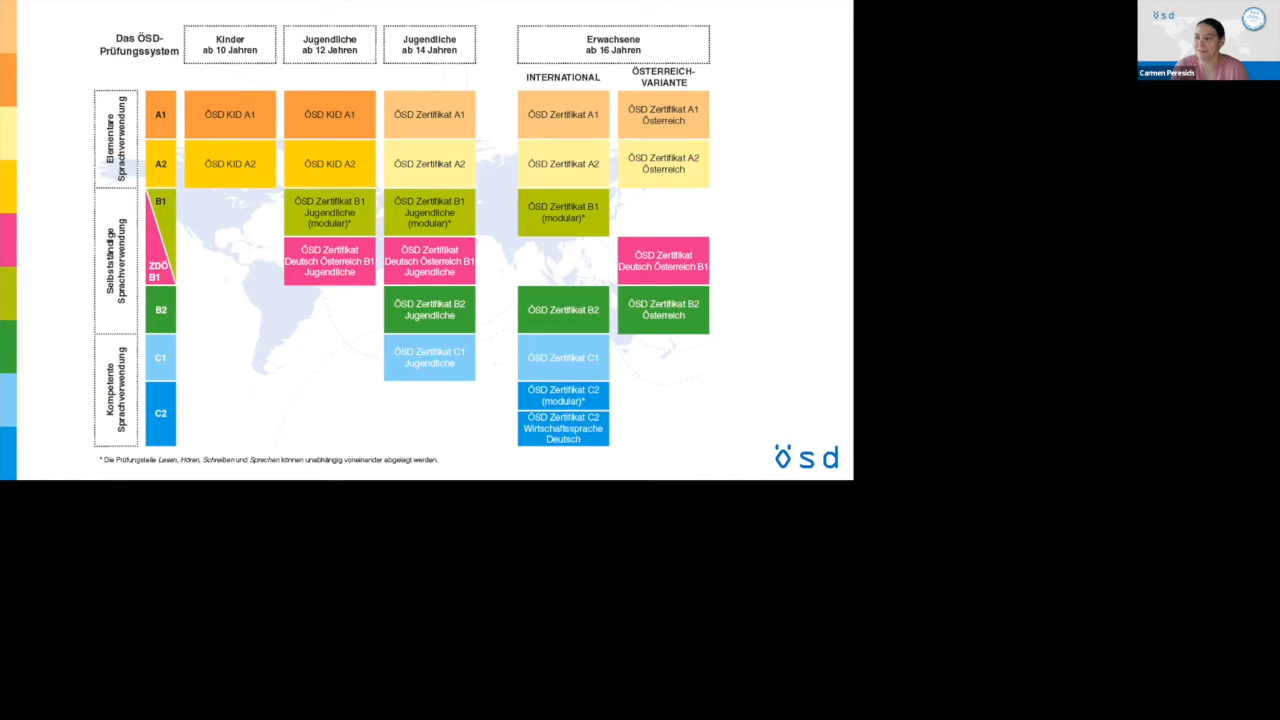 Das ÖSD-
Prüfungssystem
Kinder
ab 10 Jahren
Jugendliche
ab 12 Jahren
Jugendliche
ab 14 Jahren
Erwachsene
ab 16 Jahren
INTERNATIONAL
ÖSTERREICH-
VARIANTE
Elementare
Sprachverwendung
A1
ÖSD KID A1
ÖSD KID A1
ÖSD Zertifikat A1
ÖSD Zertifikat A1
ÖSD Zertifikat A1
Österreich
A2
ÖSD KID A2
ÖSD KID A2
ÖSD Zertifikat A2
ÖSD Zertifikat A2
ÖSD Zertifikat A2
Österreich
Selbstständige
Sprachverwendung
B1
ÖSD Zertifikat B1
Jugendliche
(modular)*
ÖSD Zertifikat B1
Jugendliche
(modular)*
ÖSD Zertifikat B1
(modular)*
ZDÖ
B1
ÖSD Zertifikat
Deutsch Österreich B1
Jugendliche
ÖSD Zertifikat
Deutsch Österreich B1
Jugendliche
ÖSD Zertifikat
Deutsch Österreich B1
B2
ÖSD Zertifikat B2
Jugendliche
ÖSD Zertifikat B2
ÖSD Zertifikat B2
Österreich
Kompetente
Sprachverwendung
C1
ÖSD Zertifikat C1
Jugendliche
ÖSD Zertifikat C1
C2
ÖSD Zertifikat C2
(modular)*
ÖSD Zertifikat C2
Wirtschaftssprache
Deutsch
* Die Prüfungsteile Lesen, Hören, Schreiben und Sprechen können unabhängig voneinander abgelegt werden.
ösd
ösd
Carmen Peresich